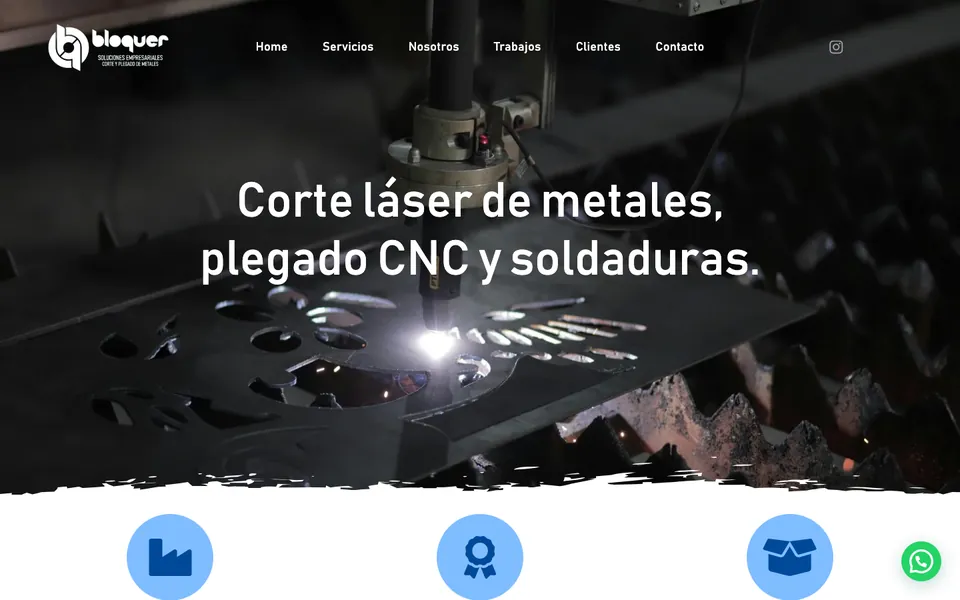 bloquer
SOLUCIONES EMPRESARIALES
CORTE Y PLEGADO DE METALES
Home
Servicios
Nosotros
Trabajos
Clientes
Contacto
Corte láser de metales,
plegado CNC y soldaduras.